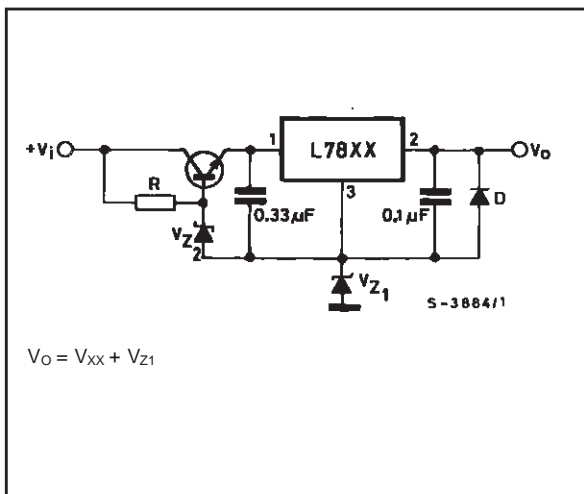 +Vi
R
VZ2
1
L78XX
2
3
0.33µF
0.1µF
D
Vo
VZ1
S-3884/1
VO = VXX + VZ1